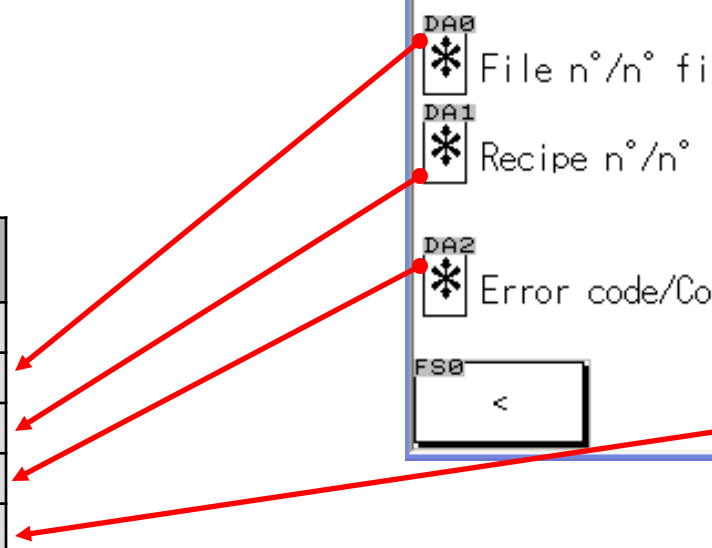 DA0
* File n°/n° fi
DA1
* Recipe n°/n°
DA2
* Error code/Co
FS0
<